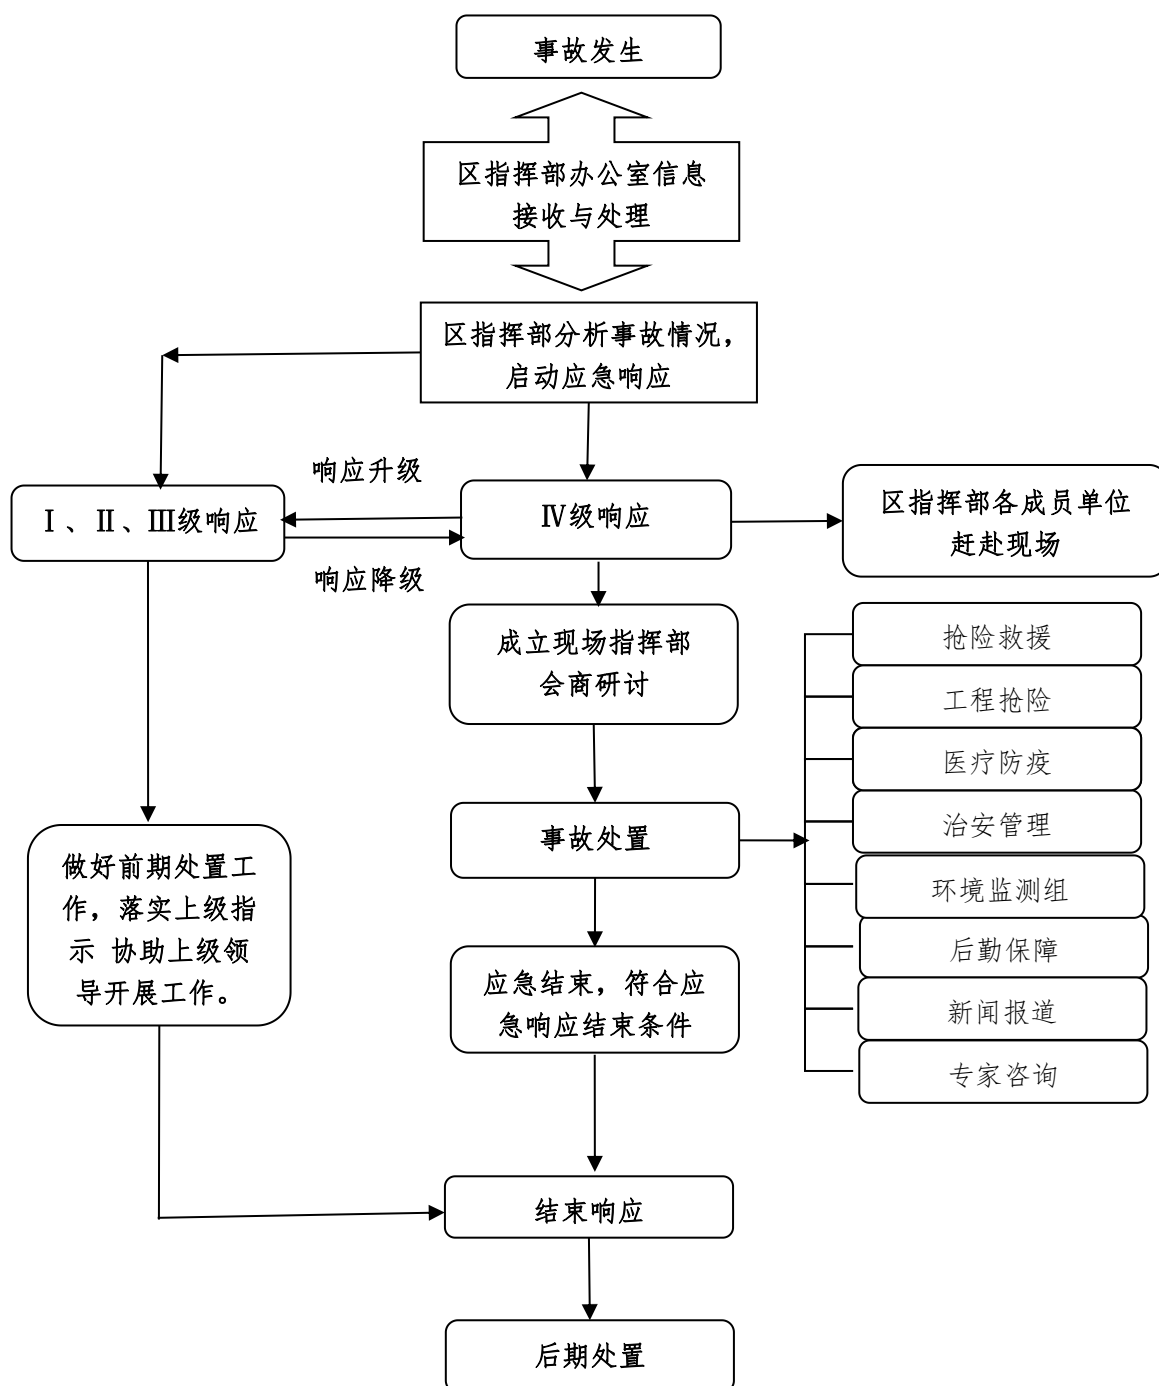 事故发生
区指挥部办公室信息
接收与处理
区指挥部分析事故情况，
启动应急响应
响应升级
Ⅰ、Ⅱ、Ⅲ级响应
Ⅳ级响应
区指挥部各成员单位
赶赴现场
响应降级
成立现场指挥部
会商研讨
抢险救援
工程抢险
医疗防疫
治安管理
环境监测组
后勤保障
新闻报道
专家咨询
事故处置
做好前期处置工
作，落实上级指
示 协助上级领
导开展工作。
应急结束，符合应
急响应结束条件
结束响应
后期处置